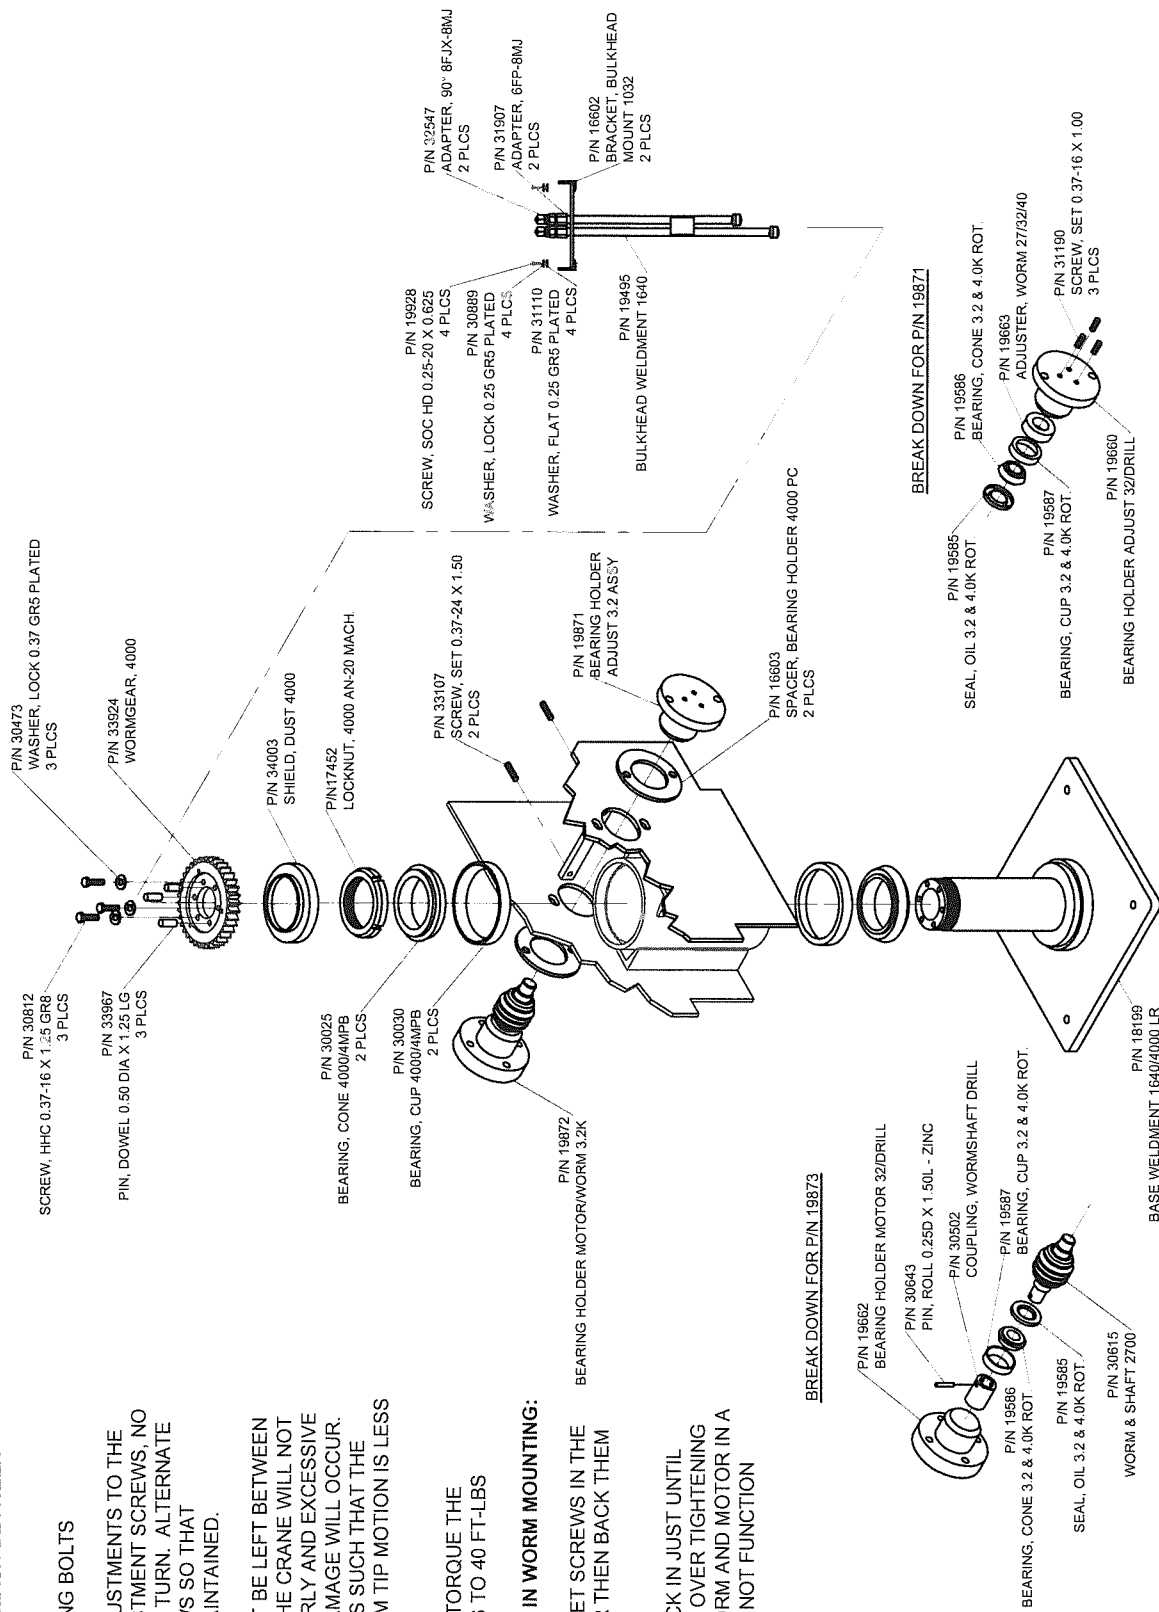 P/N 30473
WASHER, LOCK 0.37 GR5 PLATED
3 PLCS
P/N 33924
WORMGEAR, 4000
P/N 34003
SHIELD, DUST 4000
P/N17452
LOCKNUT, 4000 AN-20 MACH.
P/N 33107
SCREW, SET 0.37-24 X 1.50
2 PLCS
P/N 19871
BEARING HOLDER
ADJUST 3.2 ASSY
P/N 16603
SPACER, BEARING HOLDER 4000 PC
2 PLCS
P/N 30812
SCREW, HHC 0.37-16 X 1.25 GR8
3 PLCS
P/N 33967
PIN, DOWEL 0.50 DIA X 1.25 LG
3 PLCS
P/N 30025
BEARING, CONE 4000/4MPB
2 PLCS
P/N 30030
BEARING, CUP 4000/4MPB
2 PLCS
P/N 19872
BEARING HOLDER MOTOR/WORM 3.2K
P/N 18199
BASE WELDMENT 1640/4000 LR
P/N 32547
ADAPTER, 90° 8FJX-8MJ
2 PLCS
P/N 31907
ADAPTER, 6FP-8MJ
2 PLCS
P/N 16602
BRACKET, BULKHEAD
MOUNT 1032
2 PLCS
P/N 19928
SCREW, SOC HD 0.25-20 X 0.625
4 PLCS
P/N 30889
WASHER, LOCK 0.25 GR5 PLATED
4 PLCS
P/N 31110
WASHER, FLAT 0.25 GR5 PLATED
4 PLCS
P/N 19495
BULKHEAD WELDMENT 1640
BREAK DOWN FOR P/N 19871
P/N 19586
BEARING, CONE 3.2 & 4.0K ROT.
P/N 19663
ADJUSTER, WORM 27/32/40
P/N 31190
SCREW, SET 0.37-16 X 1.00
3 PLCS
P/N 19585
SEAL, OIL 3.2 & 4.0K ROT
P/N 19587
BEARING, CUP 3.2 & 4.0K ROT.
P/N 19660
BEARING HOLDER ADJUST 32/DRILL
BREAK DOWN FOR P/N 19873
P/N 19662
BEARING HOLDER MOTOR 32/DRILL
P/N 30643
PIN, ROLL 0.25D X 1.50L - ZINC
P/N 30502
COUPLING, WORMSHAFT DRILL
P/N 19587
BEARING, CUP 3.2 & 4.0K ROT.
P/N 19586
BEARING, CONE 3.2 & 4.0K ROT
P/N 19585
SEAL, OIL 3.2 & 4.0K ROT.
P/N 30615
WORM & SHAFT 2700
NG BOLTS
USTMENTS TO THE
TMENT SCREWS, NO
TURN. ALTERNATE
WS SO THAT
INTAINED.
T BE LEFT BETWEEN
HE CRANE WILL NOT
RLY AND EXCESSIVE
MAGE WILL OCCUR.
S SUCH THAT THE
M TIP MOTION IS LESS
TORQUE THE
S TO 40 FT-LBS
IN WORM MOUNTING:
ET SCREWS IN THE
R THEN BACK THEM
CK IN JUST UNTIL
OVER TIGHTENING
ORM AND MOTOR IN A
NOT FUNCTION